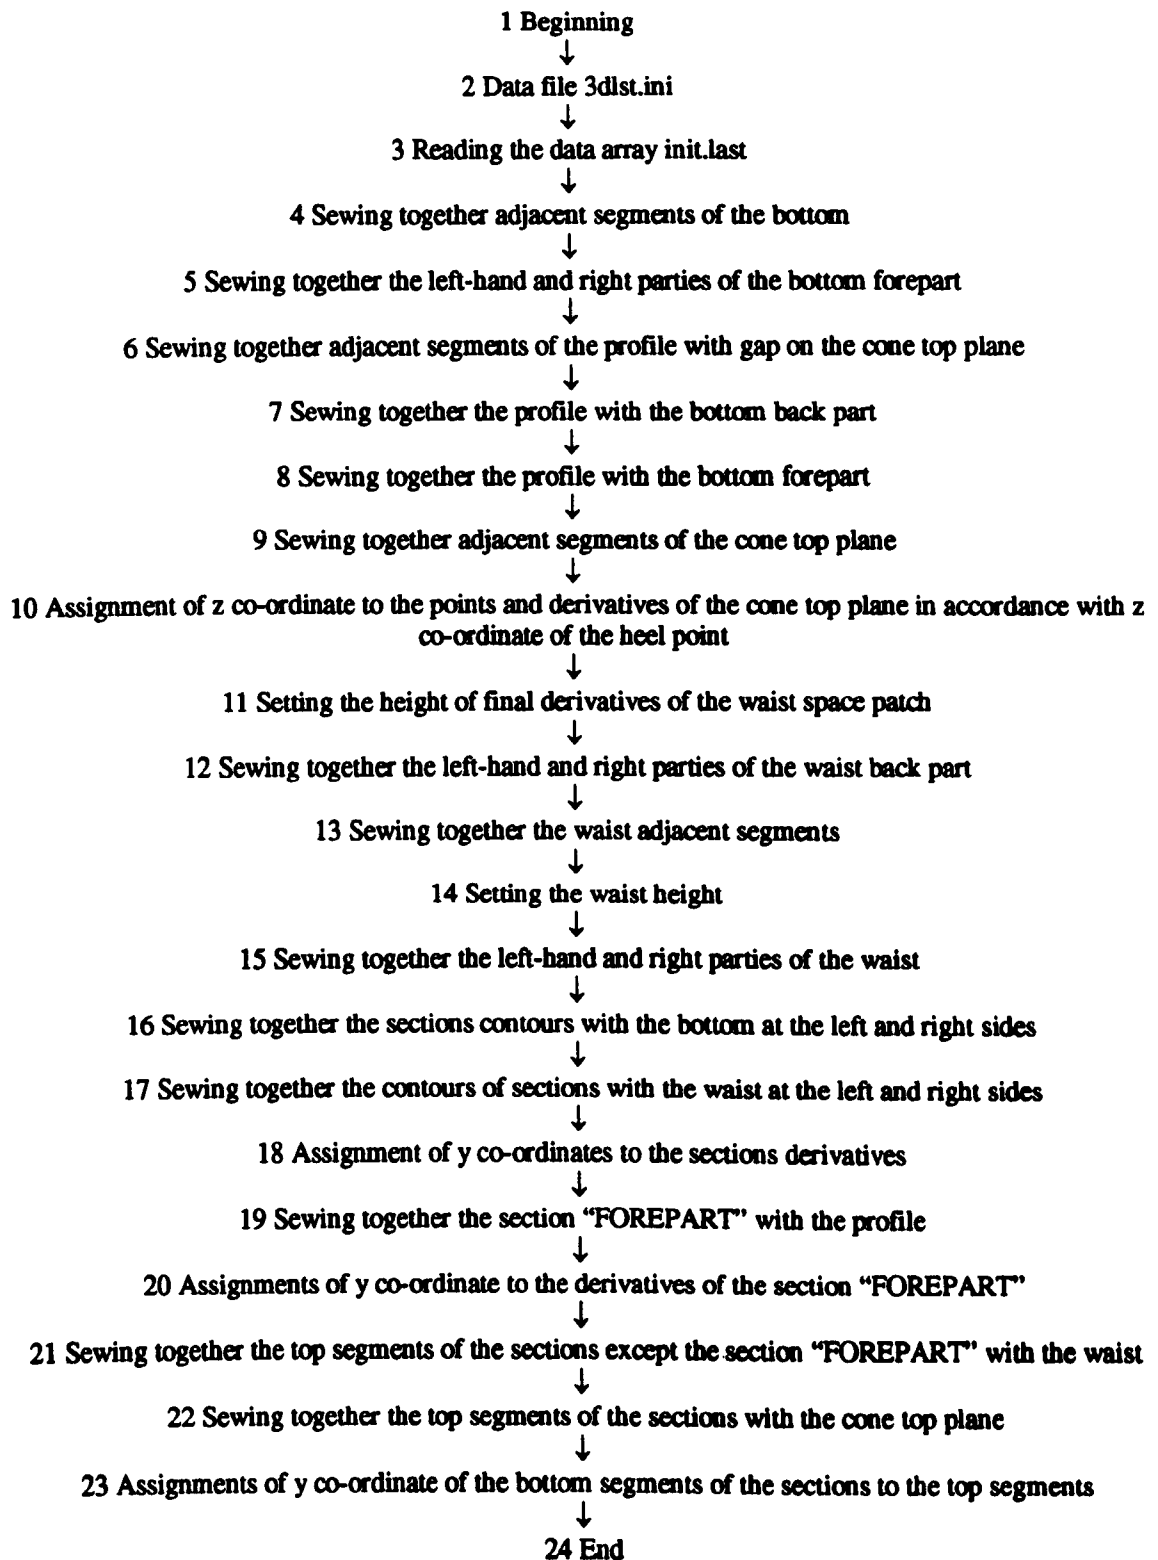 1 Beginning
2 Data file 3dlst.ini
3 Reading the data array init.last
4 Sewing together adjacent segments of the bottom
5 Sewing together the left-hand and right parties of the bottom forepart
6 Sewing together adjacent segments of the profile with gap on the cone top plane
7 Sewing together the profile with the bottom back part
8 Sewing together the profile with the bottom forepart
9 Sewing together adjacent segments of the cone top plane
10 Assignment of z co-ordinate to the points and derivatives of the cone top plane in accordance with z
co-ordinate of the heel point
11 Setting the height of final derivatives of the waist space patch
12 Sewing together the left-hand and right parties of the waist back part
13 Sewing together the waist adjacent segments
14 Setting the waist height
15 Sewing together the left-hand and right parties of the waist
16 Sewing together the sections contours with the bottom at the left and right sides
17 Sewing together the contours of sections with the waist at the left and right sides
18 Assignment of y co-ordinates to the sections derivatives
19 Sewing together the section “FOREPART” with the profile
20 Assignments of y co-ordinate to the derivatives of the section “FOREPART”
21 Sewing together the top segments of the sections except the section “FOREPART” with the waist
22 Sewing together the top segments of the sections with the cone top plane
23 Assignments of y co-ordinate of the bottom segments of the sections to the top segments
24 End